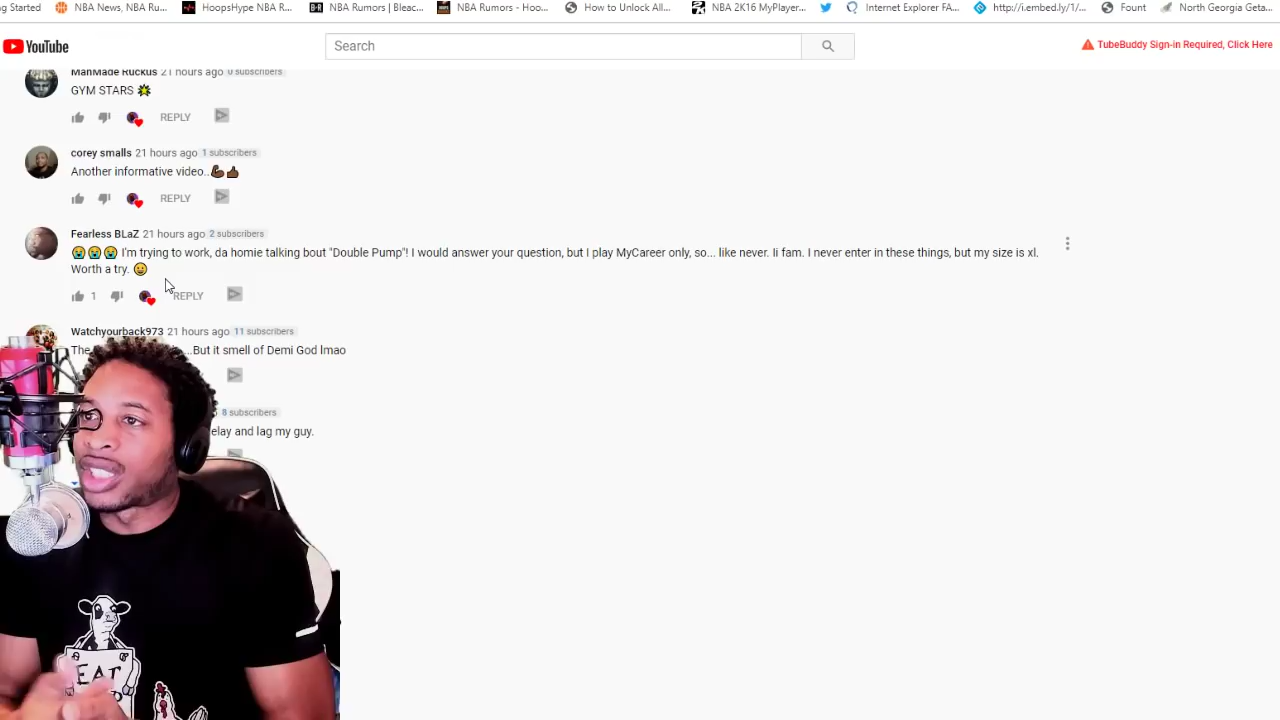 ng Started NBA News, NBA Ru... HoopsHype NBA R... NBA Rumors | Bleac... NBA Rumors - Hoo... How to Unlock All... NBA 2K16 MyPlayer... Internet Explorer FA... http://i.embed.ly/1/... Fount North Georgia Geta...
YouTube Search TubeBuddy Sign-in Required, Click Here
ManMade Ruckus 21 hours ago 0 subscribers
GYM STARS
REPLY
corey smalls 21 hours ago 1 subscribers
Another informative video..💪🏿👍🏿
REPLY
Fearless BLaZ 21 hours ago 2 subscribers
😭😭😭 I'm trying to work, da homie talking bout "Double Pump"! I would answer your question, but I play MyCareer only, so... like never. Ii fam. I never enter in these things, but my size is xl.
Worth a try. 😀
1 REPLY
Watchyourback973 21 hours ago 11 subscribers
The ...But it smell of Demi God lmao
8 subscribers
elay and lag my guy.
EAT